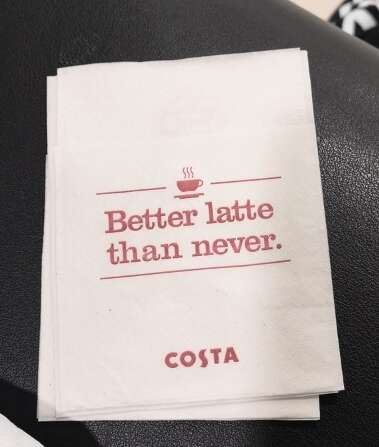 Better latte
than never.
COSTA